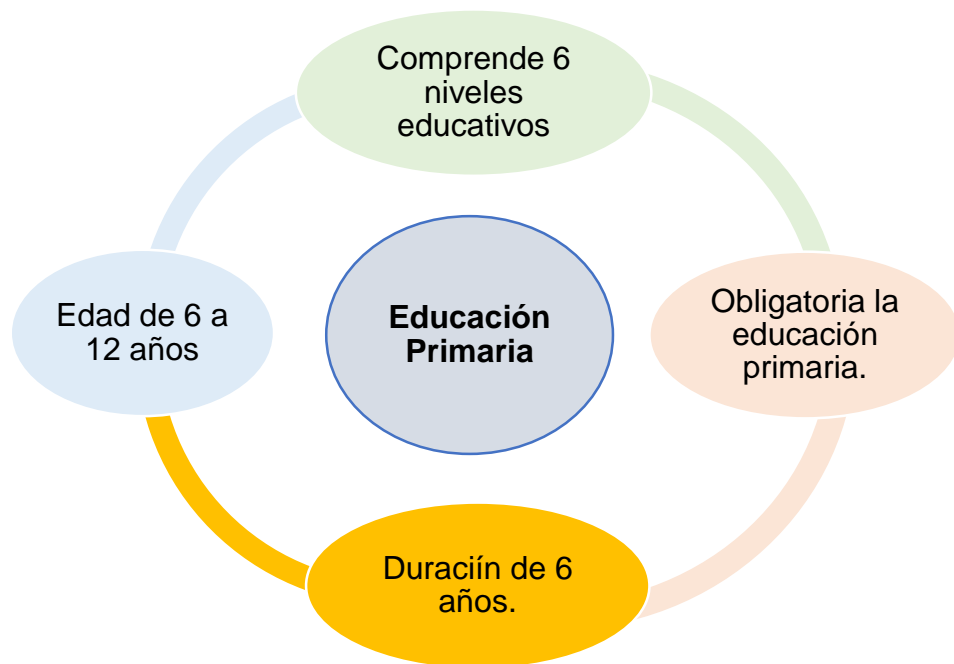 Comprende 6
niveles
educativos
Edad de 6 a
12 años
Educación
Primaria
Obligatoria la
educación
primaria.
Duraciín de 6
años.